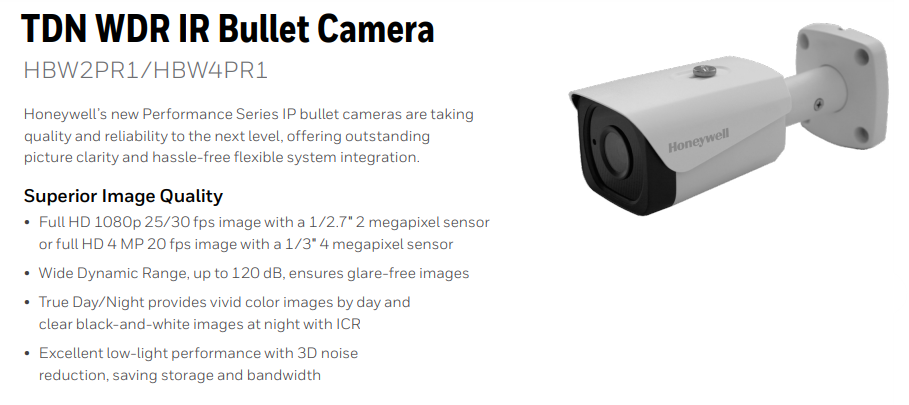 TDN WDR IR Bullet Camera
HBW2PR1/HBW4PR1
Honeywell's new Performance Series IP bullet cameras are taking
quality and reliability to the next level, offering outstanding
picture clarity and hassle-free flexible system integration.
Superior Image Quality
• Full HD 1080p 25/30 fps image with a 1/2.7" 2 megapixel sensor
or full HD 4 MP 20 fps image with a 1/3" 4 megapixel sensor
• Wide Dynamic Range, up to 120 dB, ensures glare-free images
• True Day/Night provides vivid color images by day and
clear black-and-white images at night with ICR
• Excellent low-light performance with 3D noise
reduction, saving storage and bandwidth
Honeywell